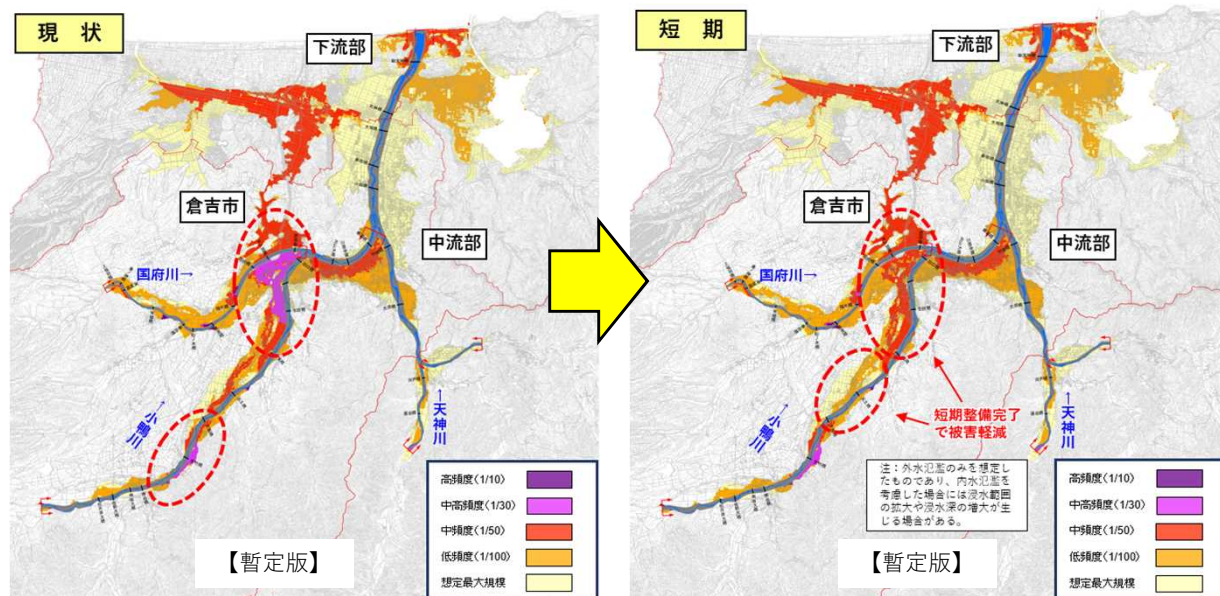 現　状
下流部
倉吉市
中流部
国府川→
←小鴨川
←天神川
高頻度（1/10）
中高頻度（1/30）
中頻度（1/50）
低頻度（1/100）
想定最大規模
【暫定版】
短　期
下流部
倉吉市
中流部
国府川→
←小鴨川
←天神川
短期整備完了
で被害軽減
注：外水氾濫のみを想定し
たものであり、内水氾濫を
考慮した場合には浸水範囲
の拡大や浸水深の増大が生
じる場合がある。
高頻度（1/10）
中高頻度（1/30）
中頻度（1/50）
低頻度（1/100）
想定最大規模
【暫定版】